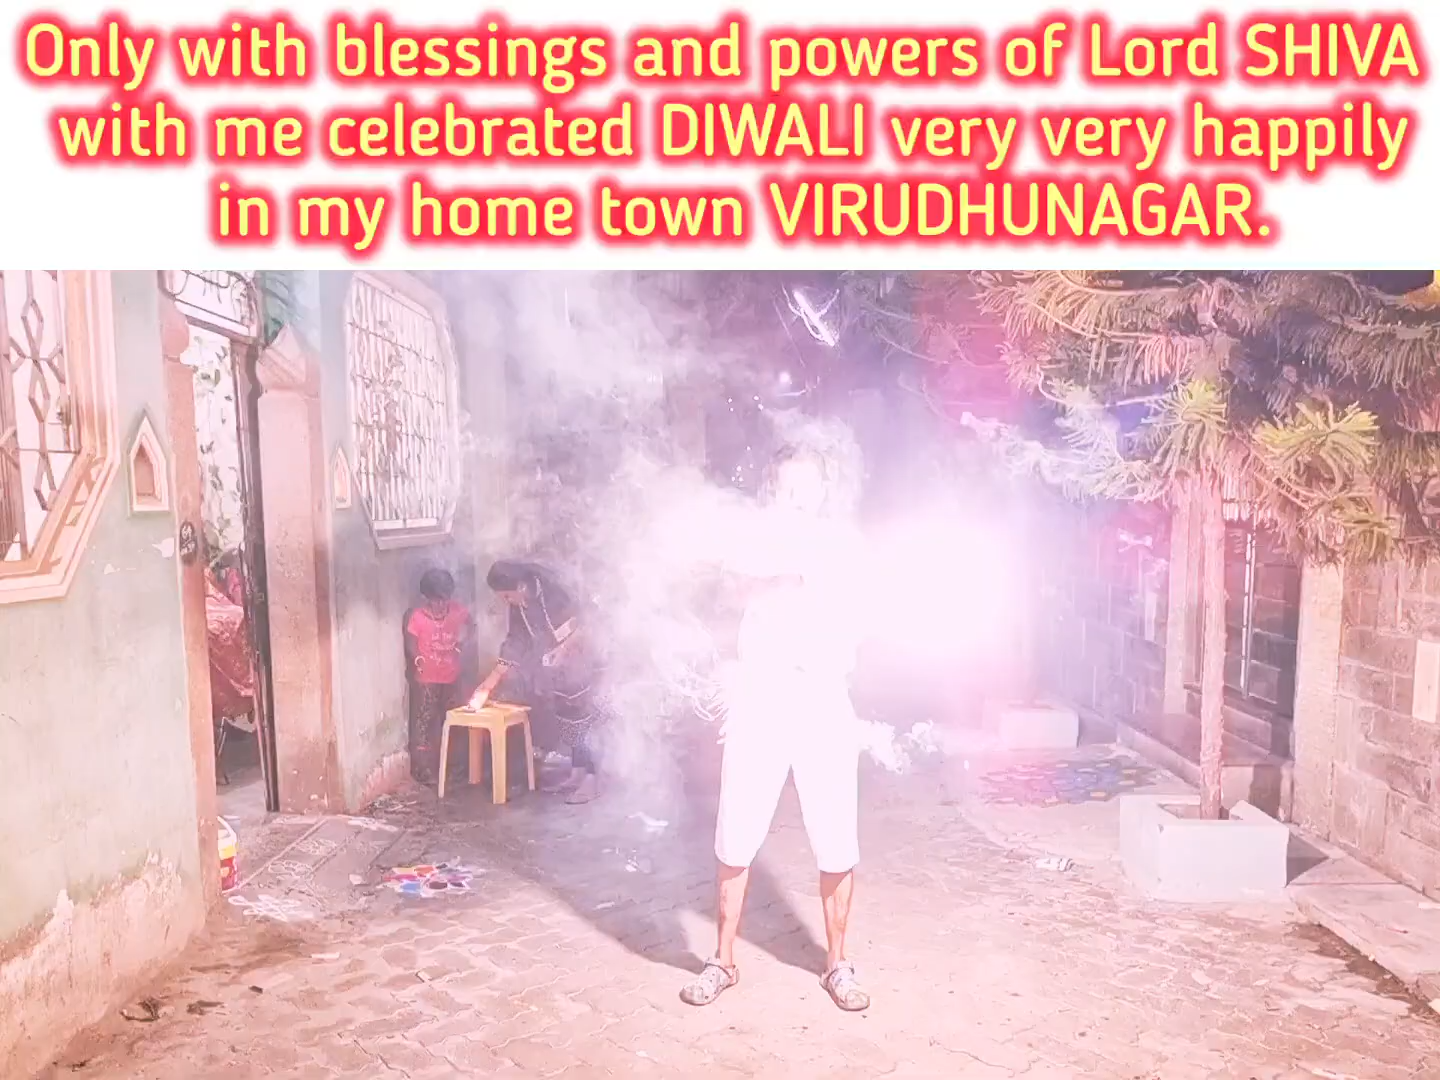 Only with blessings and powers of Lord SHIVA
with me celebrated DIWALI very very happily
in my home town VIRUDHUNAGAR.